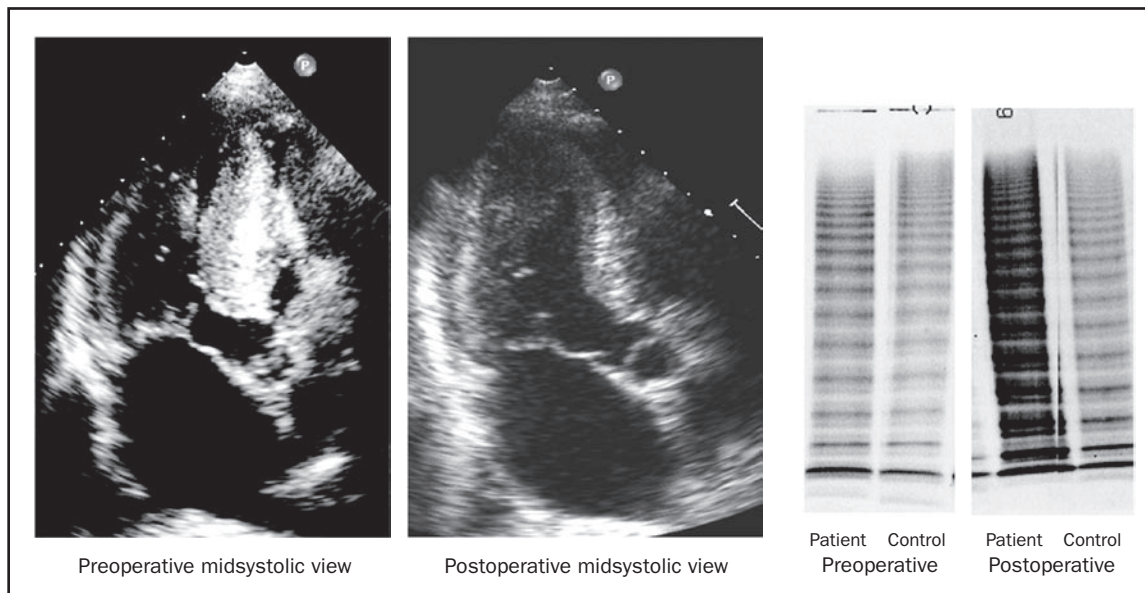 P
P
Preoperative midsystolic view
Postoperative midsystolic view
Patient Control
Preoperative
Patient Control
Postoperative